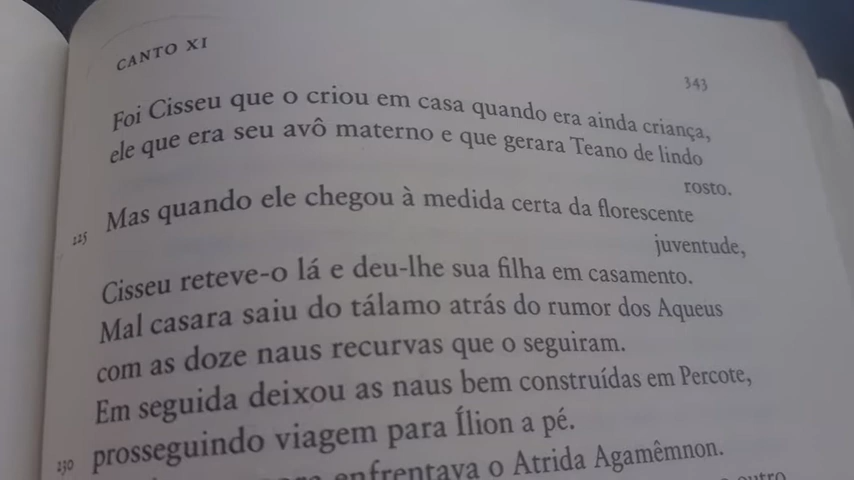 CANTO XI
343
Foi Cisseu que o criou em casa quando era ainda criança,
ele que era seu avô materno e que gerara Teano de lindo
rosto.
225 Mas quando ele chegou à medida certa da florescente
juventude,
Cisseu reteve-o lá e deu-lhe sua filha em casamento.
Mal casara saiu do tálamo atrás do rumor dos Aqueus
com as doze naus recurvas que o seguiram.
Em seguida deixou as naus bem construídas em Percote,
230 prosseguindo viagem para Ílion a pé.
enfrentava o Atrida Agamêmnon.
outro